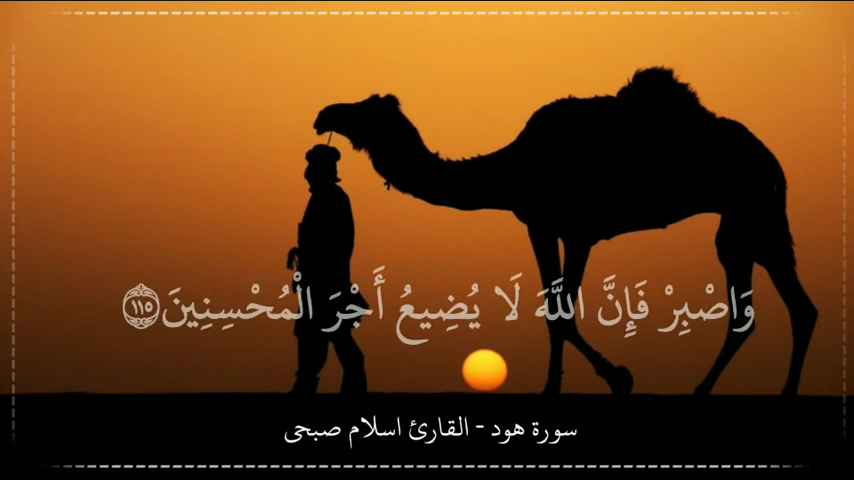 وَاصْبِرْ فَإِنَّ اللَّهَ لَا يُضِيعُ أَجْرَ الْمُحْسِنِينَ ١١٥
سورة هود - القارئ اسلام صبحى